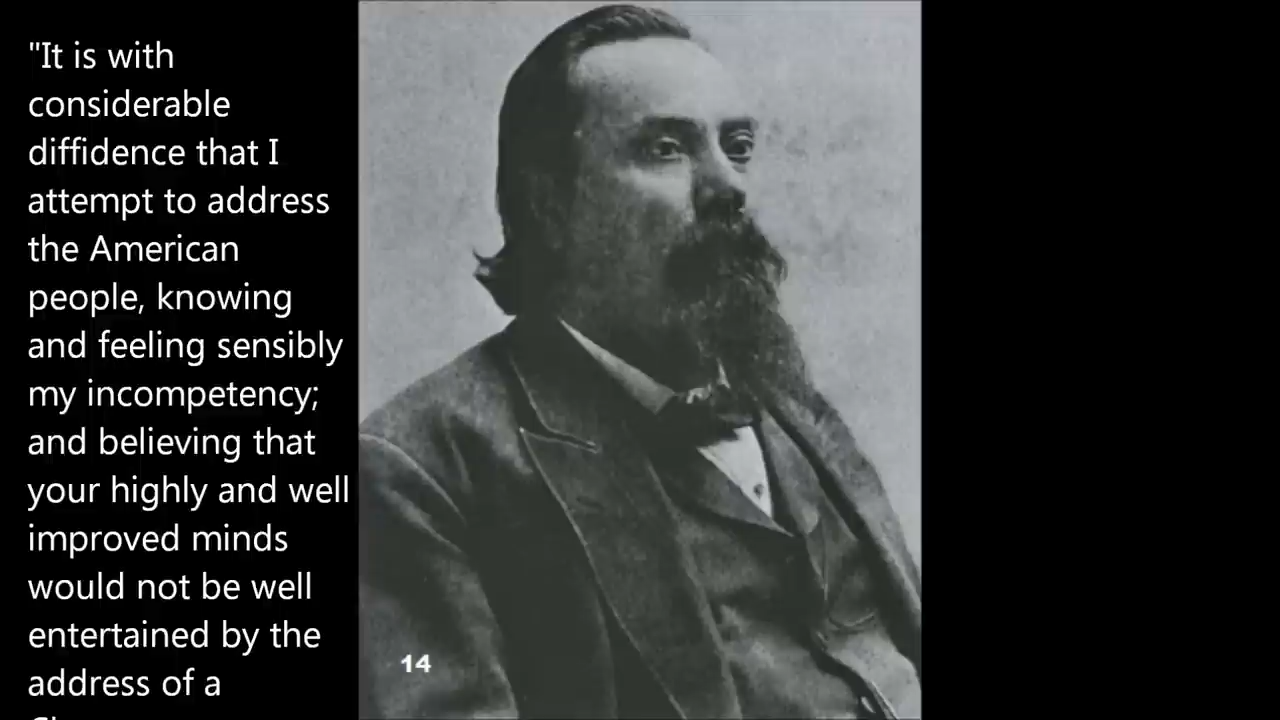 "It is with
considerable
diffidence that I
attempt to address
the American
people, knowing
and feeling sensibly
my incompetency;
and believing that
your highly and well
improved minds
would not be well
entertained by the
address of a
14